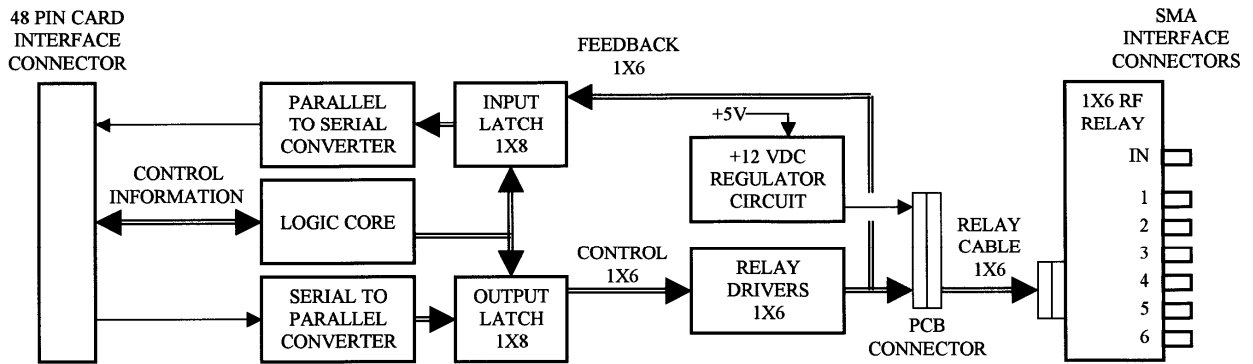 48 PIN CARD
INTERFACE
CONNECTOR
CONTROL
INFORMATION
PARALLEL
TO SERIAL
CONVERTER
LOGIC CORE
SERIAL TO
PARALLEL
CONVERTER
INPUT
LATCH
1X8
OUTPUT
LATCH
1X8
FEEDBACK
1X6
CONTROL
1X6
+5V
+12 VDC
REGULATOR
CIRCUIT
RELAY
DRIVERS
1X6
PCB
CONNECTOR
RELAY
CABLE
1X6
SMA
INTERFACE
CONNECTORS
1X6 RF
RELAY
IN
1
2
3
4
5
6